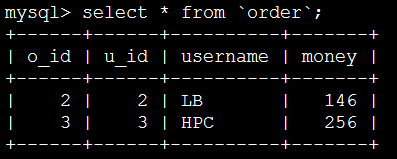 mysql> select * from `order`;
+------+------+----------+-------+
| o_id | u_id | username | money |
+------+------+----------+-------+
|    2 |    2 | LB       |   146 |
|    3 |    3 | HPC      |   256 |
+------+------+----------+-------+